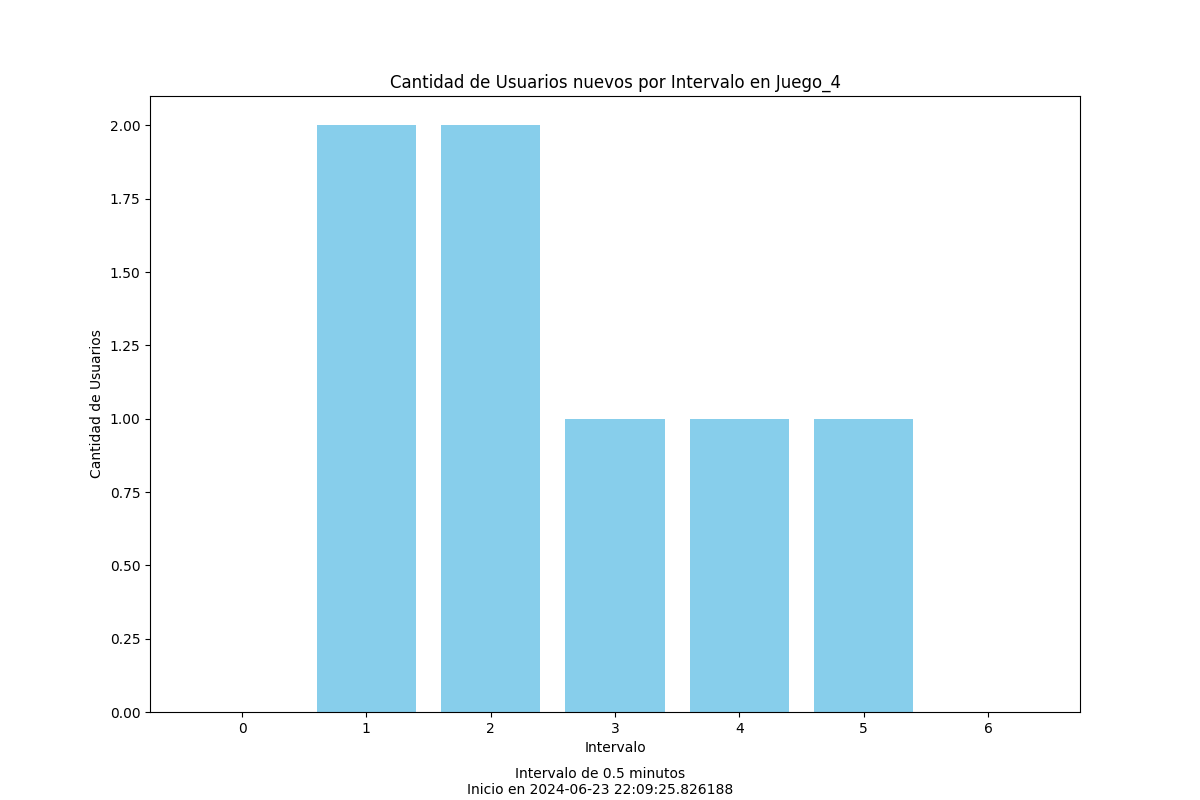 Cantidad de Usuarios nuevos por Intervalo en Juego_4
2.00
1.75
1.50
1.25
1.00
0.75
0.50
0.25
0.00
Cantidad de Usuarios
0 1 2 3 4 5 6
Intervalo
Intervalo de 0.5 minutos
Inicio en 2024-06-23 22:09:25.826188